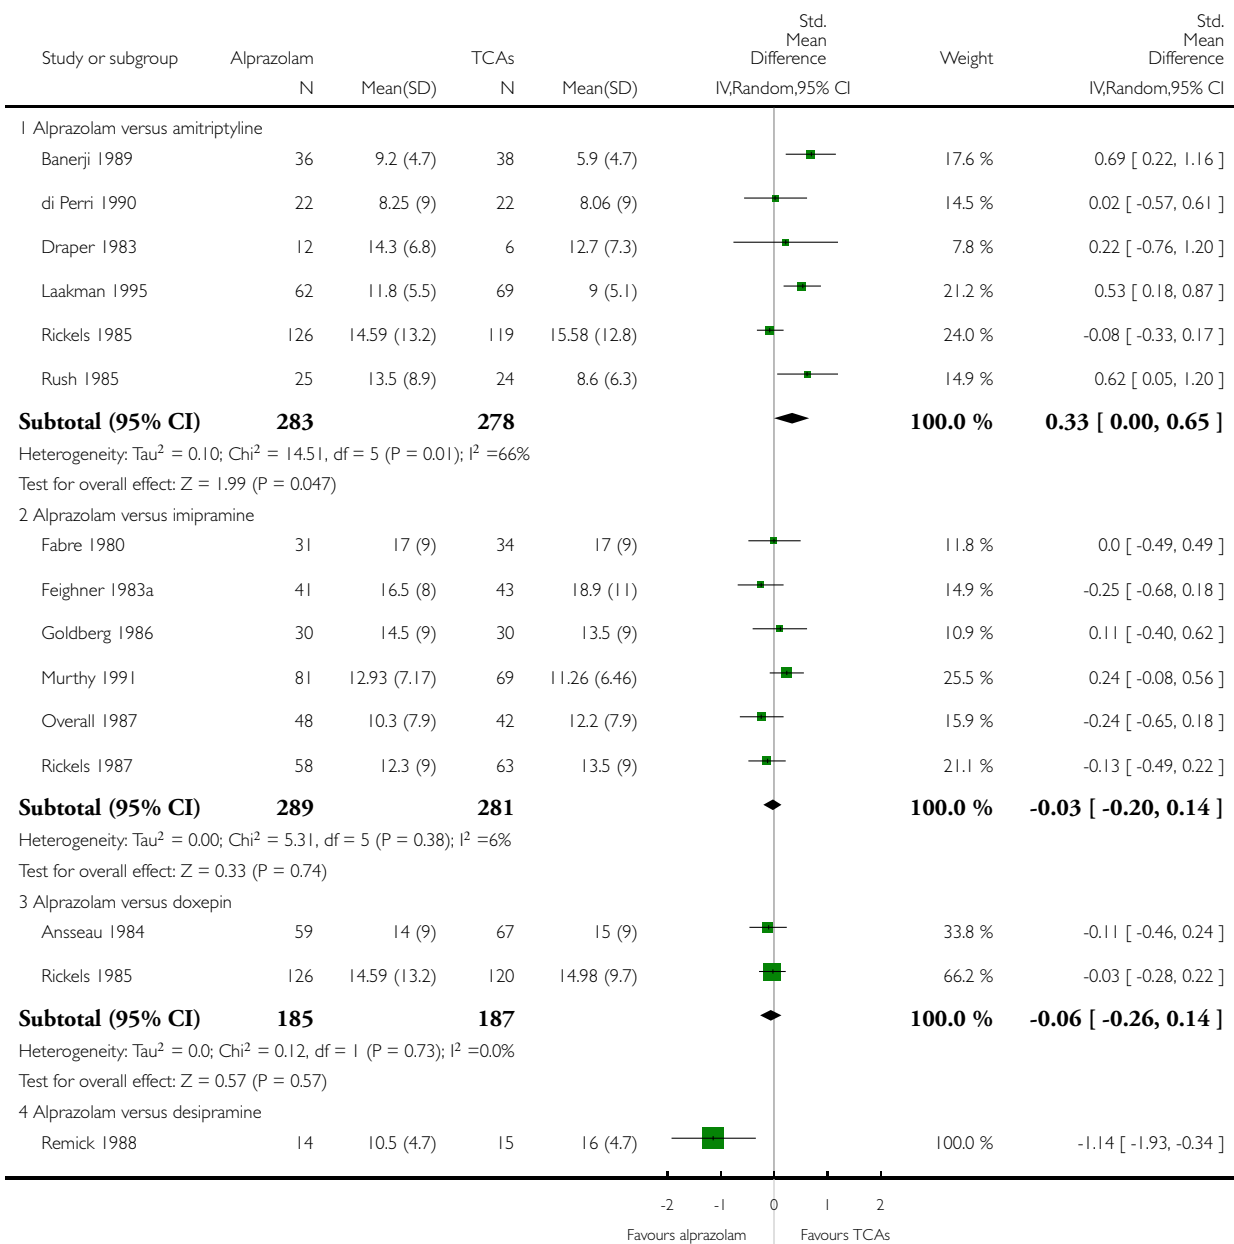 Std. Mean Difference Std. Mean Difference
Study or subgroup Alprazolam TCAs Weight
N Mean(SD) N Mean(SD) IV,Random,95% CI IV,Random,95% CI
1 Alprazolam versus amitriptyline
Banerji 1989 36 9.2 (4.7) 38 5.9 (4.7) 17.6 % 0.69 [ 0.22, 1.16 ]
di Perri 1990 22 8.25 (9) 22 8.06 (9) 14.5 % 0.02 [ -0.57, 0.61 ]
Draper 1983 12 14.3 (6.8) 6 12.7 (7.3) 7.8 % 0.22 [ -0.76, 1.20 ]
Laakman 1995 62 11.8 (5.5) 69 9 (5.1) 21.2 % 0.53 [ 0.18, 0.87 ]
Rickels 1985 126 14.59 (13.2) 119 15.58 (12.8) 24.0 % -0.08 [ -0.33, 0.17 ]
Rush 1985 25 13.5 (8.9) 24 8.6 (6.3) 14.9 % 0.62 [ 0.05, 1.20 ]
Subtotal (95% CI) 283 278 100.0 % 0.33 [ 0.00, 0.65 ]
Heterogeneity: Tau² = 0.10; Chi² = 14.51, df = 5 (P = 0.01); I² =66%
Test for overall effect: Z = 1.99 (P = 0.047)
2 Alprazolam versus imipramine
Fabre 1980 31 17 (9) 34 17 (9) 11.8 % 0.0 [ -0.49, 0.49 ]
Feighner 1983a 41 16.5 (8) 43 18.9 (11) 14.9 % -0.25 [ -0.68, 0.18 ]
Goldberg 1986 30 14.5 (9) 30 13.5 (9) 10.9 % 0.11 [ -0.40, 0.62 ]
Murthy 1991 81 12.93 (7.17) 69 11.26 (6.46) 25.5 % 0.24 [ -0.08, 0.56 ]
Overall 1987 48 10.3 (7.9) 42 12.2 (7.9) 15.9 % -0.24 [ -0.65, 0.18 ]
Rickels 1987 58 12.3 (9) 63 13.5 (9) 21.1 % -0.13 [ -0.49, 0.22 ]
Subtotal (95% CI) 289 281 100.0 % -0.03 [ -0.20, 0.14 ]
Heterogeneity: Tau² = 0.00; Chi² = 5.31, df = 5 (P = 0.38); I² =6%
Test for overall effect: Z = 0.33 (P = 0.74)
3 Alprazolam versus doxepin
Ansseau 1984 59 14 (9) 67 15 (9) 33.8 % -0.11 [ -0.46, 0.24 ]
Rickels 1985 126 14.59 (13.2) 120 14.98 (9.7) 66.2 % -0.03 [ -0.28, 0.22 ]
Subtotal (95% CI) 185 187 100.0 % -0.06 [ -0.26, 0.14 ]
Heterogeneity: Tau² = 0.0; Chi² = 0.12, df = 1 (P = 0.73); I² =0.0%
Test for overall effect: Z = 0.57 (P = 0.57)
4 Alprazolam versus desipramine
Remick 1988 14 10.5 (4.7) 15 16 (4.7) 100.0 % -1.14 [ -1.93, -0.34 ]
-2 -1 0 1 2
Favours alprazolam Favours TCAs